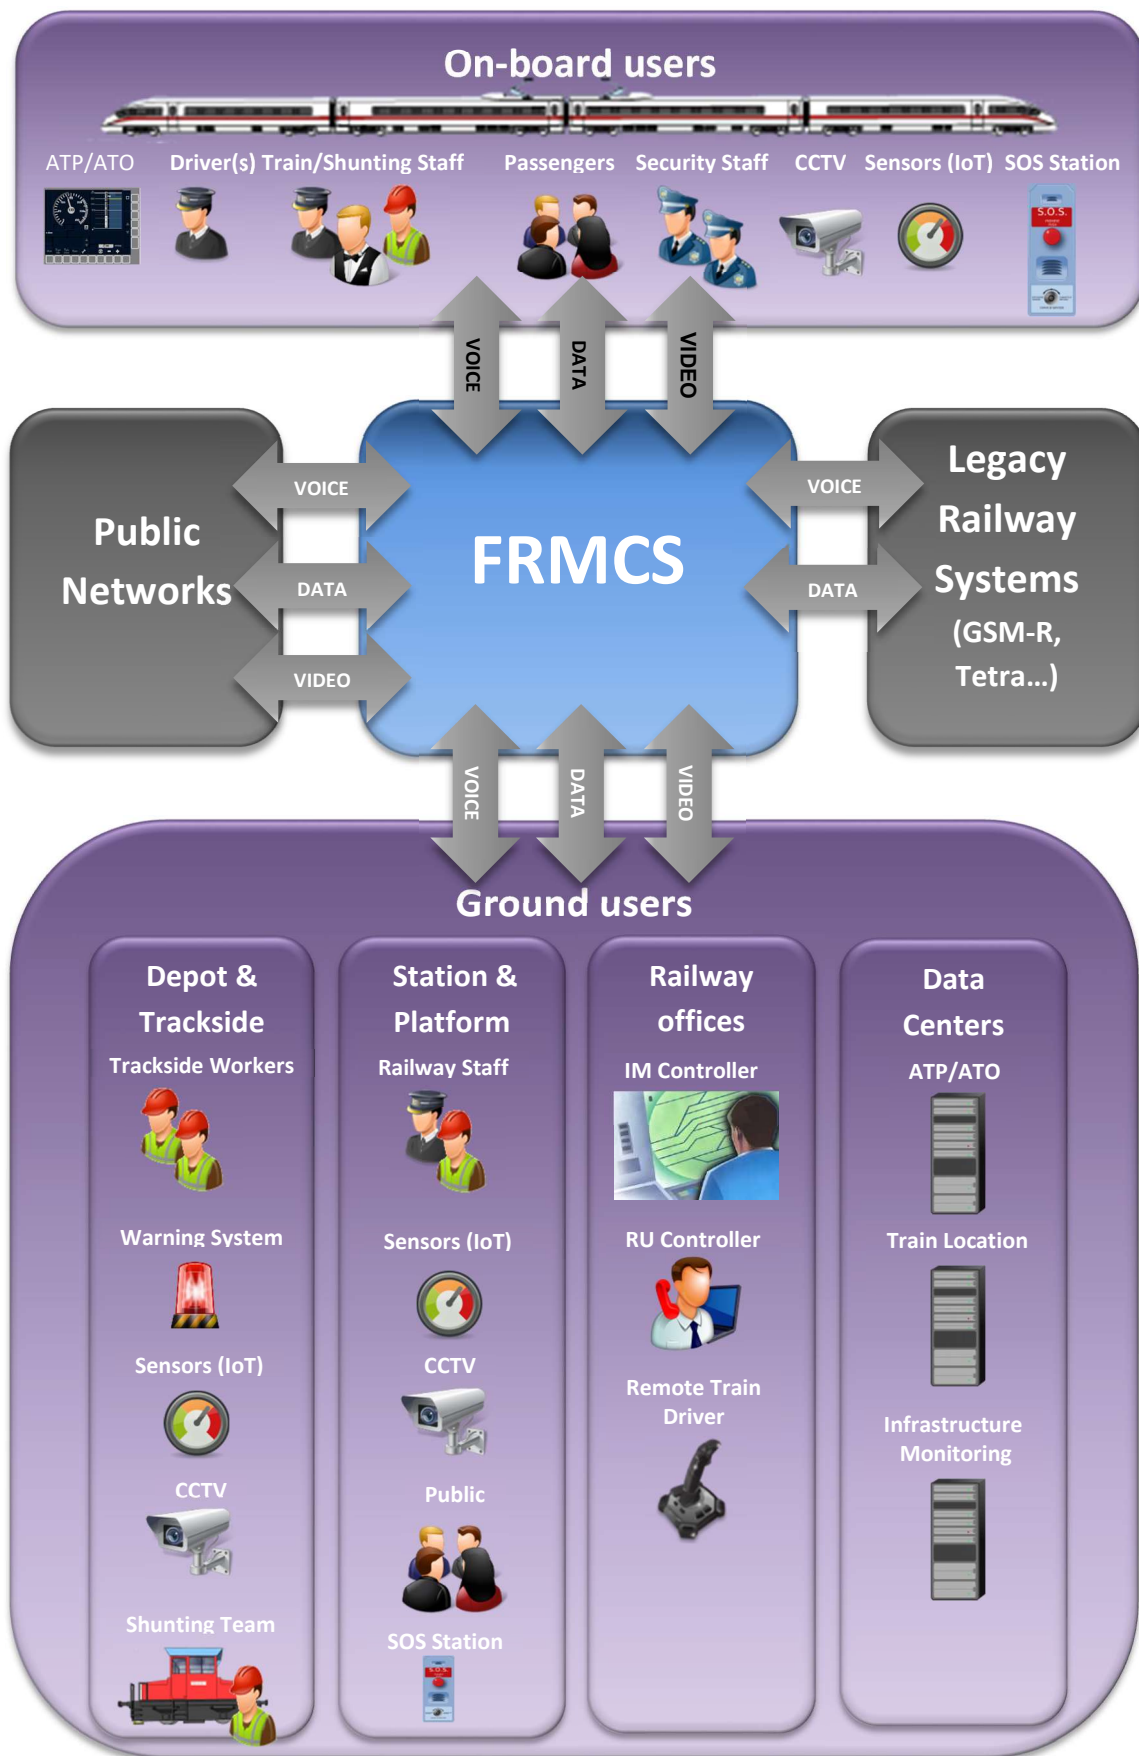 On-board users
ATP/ATO
Driver(s)
Train/Shunting Staff
Passengers
Security Staff
CCTV
Sensors (IoT)
SOS Station
S.O.S.
VOICE
DATA
VIDEO
Public
Networks
VOICE
DATA
VIDEO
FRMCS
VOICE
DATA
Legacy
Railway
Systems
(GSM-R,
Tetra...)
VOICE
DATA
VIDEO
Ground users
Depot &
Trackside
Trackside Workers
Warning System
Sensors (IoT)
CCTV
Shunting Team
Station &
Platform
Railway Staff
Sensors (IoT)
CCTV
Public
SOS Station
S.O.S.
Railway
offices
IM Controller
RU Controller
Remote Train
Driver
Data
Centers
ATP/ATO
Train Location
Infrastructure
Monitoring